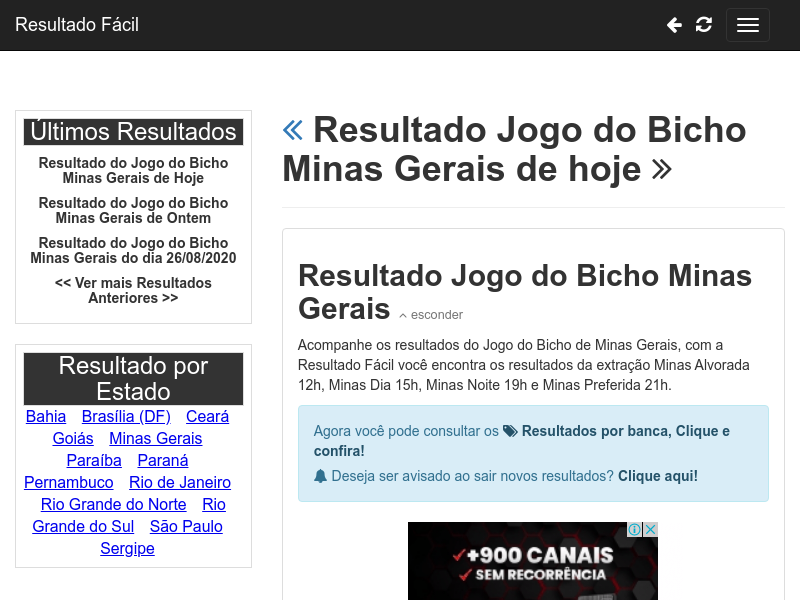 Resultado Fácil
Últimos Resultados
Resultado do Jogo do Bicho
Minas Gerais de Hoje
Resultado do Jogo do Bicho
Minas Gerais de Ontem
Resultado do Jogo do Bicho
Minas Gerais do dia 26/08/2020
<< Ver mais Resultados
Anteriores >>
Resultado por
Estado
Bahia Brasília (DF) Ceará
Goiás Minas Gerais
Paraíba Paraná
Pernambuco Rio de Janeiro
Rio Grande do Norte Rio
Grande do Sul São Paulo
Sergipe
« Resultado Jogo do Bicho
Minas Gerais de hoje »
Resultado Jogo do Bicho Minas
Gerais esconder
Acompanhe os resultados do Jogo do Bicho de Minas Gerais, com a
Resultado Fácil você encontra os resultados da extração Minas Alvorada
12h, Minas Dia 15h, Minas Noite 19h e Minas Preferida 21h.
Agora você pode consultar os Resultados por banca, Clique e
confira!
Deseja ser avisado ao sair novos resultados? Clique aqui!
+900 CANAIS
SEM RECORRÊNCIA